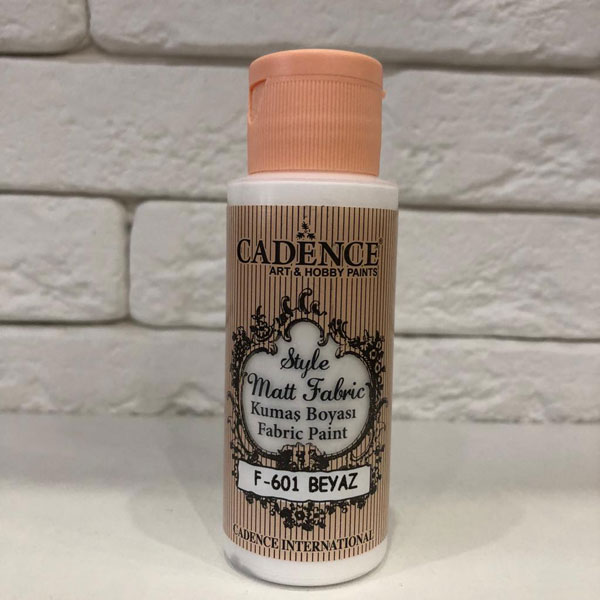 CADENCE
ART & HOBBY PAINTS
Style
Matt Fabric
Kumaş Boyası
Fabric Paint
F-601 BEYAZ
CADENCE INTERNATIONAL